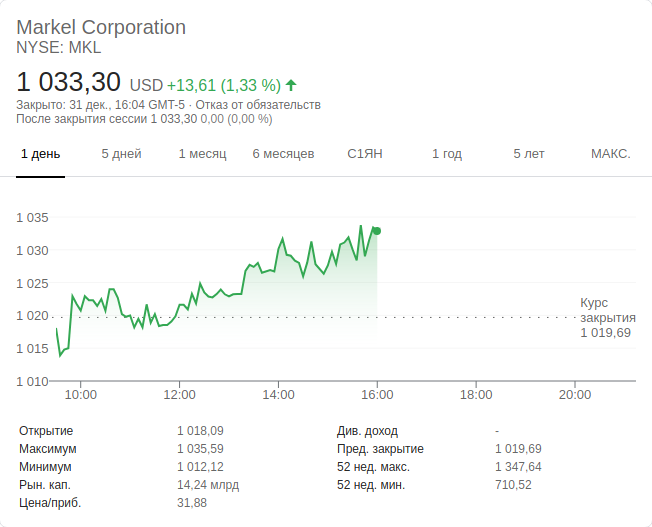 Markel Corporation
NYSE: MKL
1 033,30 USD +13,61 (1,33 %)
Закрыто: 31 дек., 16:04 GMT-5 · Отказ от обязательств
После закрытия сессии 1 033,30 0,00 (0,00 %)
1 день 5 дней 1 месяц 6 месяцев С1ЯН 1 год 5 лет МАКС.
1 035
1 030
1 025
1 020
1 015
1 010
Курс
закрытия
1 019,69
10:00 12:00 14:00 16:00 18:00 20:00
Открытие 1 018,09
Максимум 1 035,59
Минимум 1 012,12
Рын. кап. 14,24 млрд
Цена/приб. 31,88
Див. доход -
Пред. закрытие 1 019,69
52 нед. макс. 1 347,64
52 нед. мин. 710,52